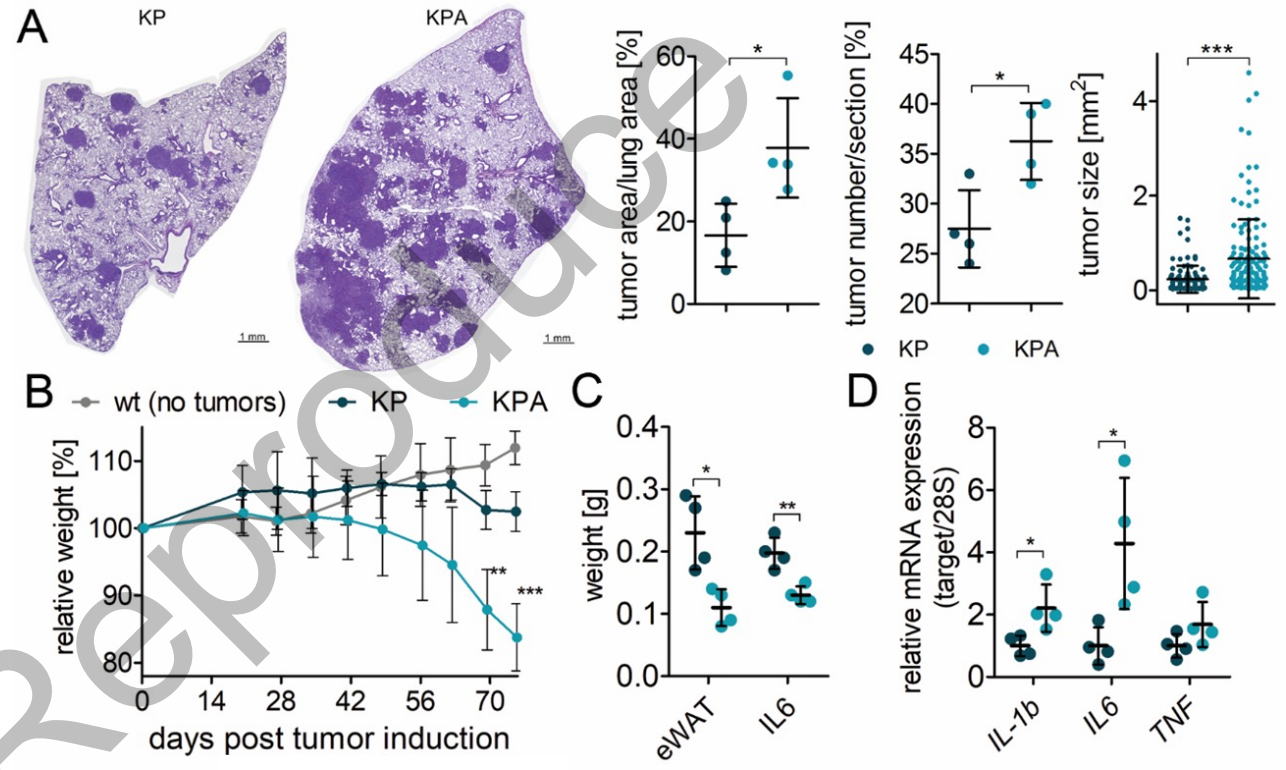 A
KP
KPA
1 mm
1 mm
tumor area/lung area [%]
60
40
20
0
*
tumor number/section [%]
45
40
35
30
25
20
*
tumor size [mm2]
4
2
0
***
KP
KPA
B
wt (no tumors)
KP
KPA
relative weight [%]
110
100
90
80
**
***
0
14
28
42
56
70
days post tumor induction
C
weight [g]
0.4
0.3
0.2
0.1
0.0
*
**
eWAT
IL6
D
relative mRNA expression
(target/28S)
8
6
4
2
0
*
*
IL-1b
IL6
TNF
Reproduce